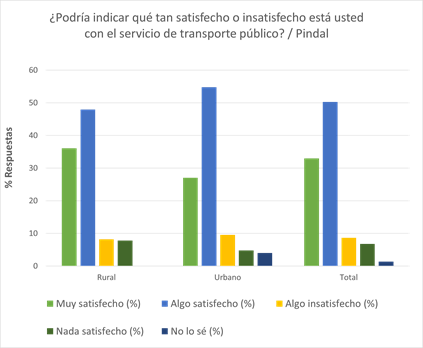 ¿Podría indicar qué tan satisfecho o insatisfecho está usted
con el servicio de transporte público? / Pindal
% Respuestas
60
50
40
30
20
10
0
Rural Urbano Total
Muy satisfecho (%) Algo satisfecho (%) Algo insatisfecho (%)
Nada satisfecho (%) No lo sé (%)